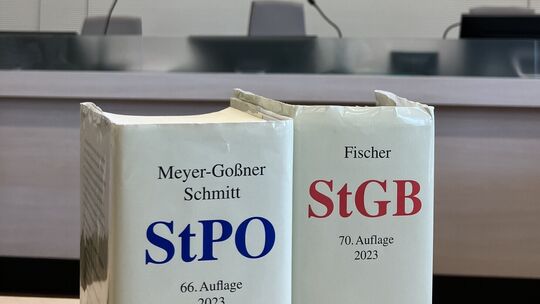 Meyer-Goßner
Schmitt
StPO
66. Auflage
2023
Fischer
StGB
70. Auflage
2023